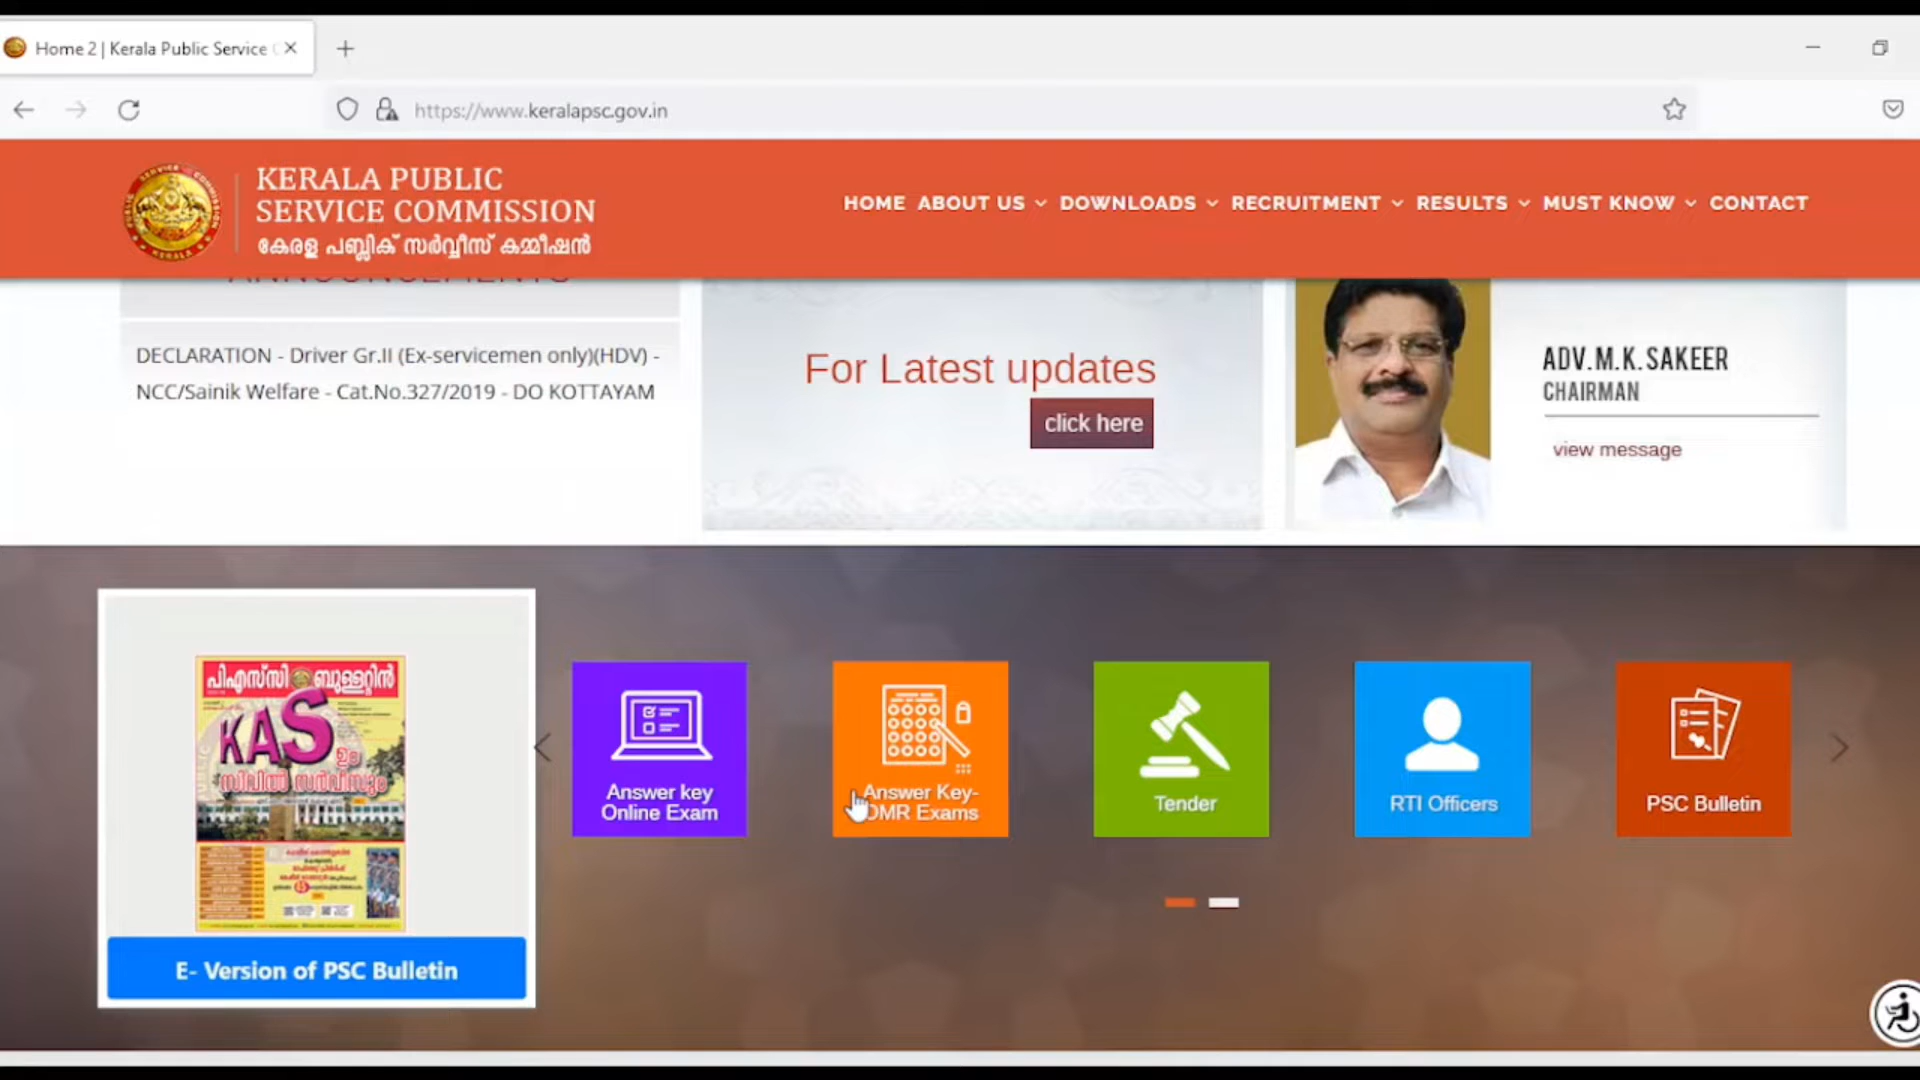 Home 2 | Kerala Public Service
https://www.keralapsc.gov.in
KERALA PUBLIC
SERVICE COMMISSION
കേരള പബ്ലിക് സർവ്വീസ് കമ്മീഷൻ
HOME ABOUT US DOWNLOADS RECRUITMENT RESULTS MUST KNOW CONTACT
ANNOUNCEMENTS
DECLARATION - Driver Gr.II (Ex-servicemen only)(HDV) -
NCC/Sainik Welfare - Cat.No.327/2019 - DO KOTTAYAM
For Latest updates
click here
ADV.M.K.SAKEER
CHAIRMAN
view message
പിഎസ്‌സി ബുള്ളറ്റിൻ
KAS ഉം
സിവിൽ സർവീസും
E- Version of PSC Bulletin
Answer key
Online Exam
Answer Key-
OMR Exams
Tender
RTI Officers
PSC Bulletin